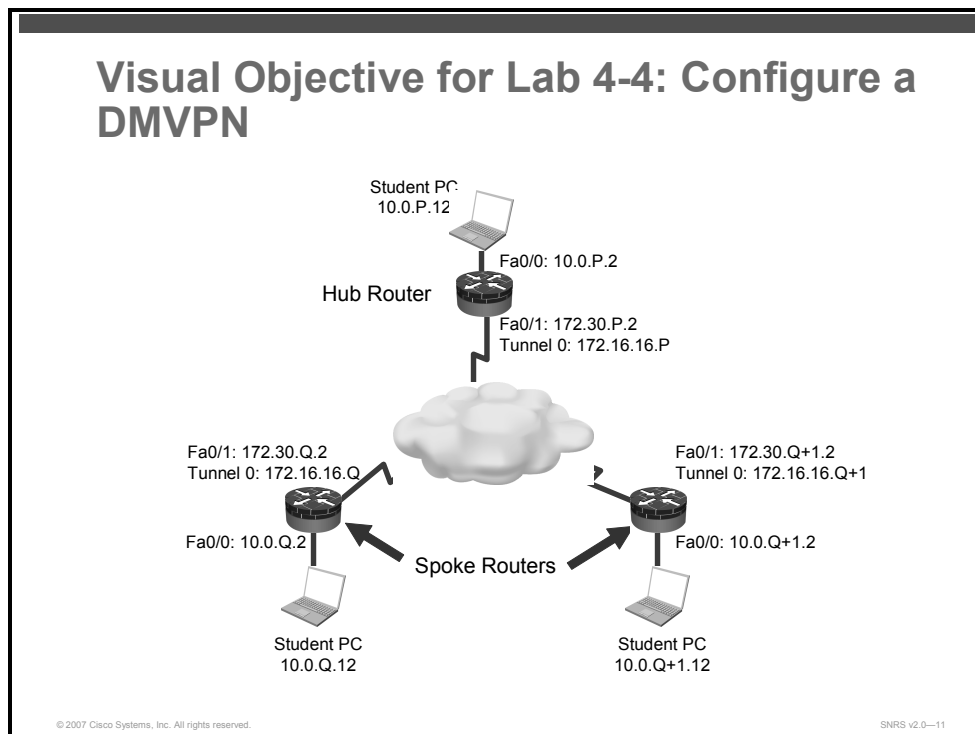 Visual Objective for Lab 4-4: Configure a
DMVPN
Student PC
10.0.P.12
Fa0/0: 10.0.P.2
Hub Router
Fa0/1: 172.30.P.2
Tunnel 0: 172.16.16.P
Fa0/1: 172.30.Q.2
Tunnel 0: 172.16.16.Q
Fa0/1: 172.30.Q+1.2
Tunnel 0: 172.16.16.Q+1
Fa0/0: 10.0.Q.2
Fa0/0: 10.0.Q+1.2
Spoke Routers
Student PC
10.0.Q.12
Student PC
10.0.Q+1.12
© 2007 Cisco Systems, Inc. All rights reserved.
SNRS v2.0—11